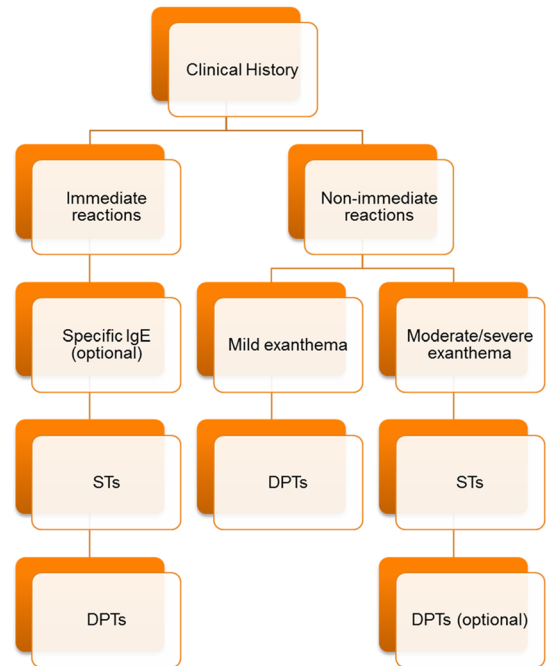 Clinical History
Immediate
reactions
Non-immediate
reactions
Specific IgE
(optional)
Mild exanthema
Moderate/severe
exanthema
STs
DPTs
STs
DPTs
DPTs (optional)